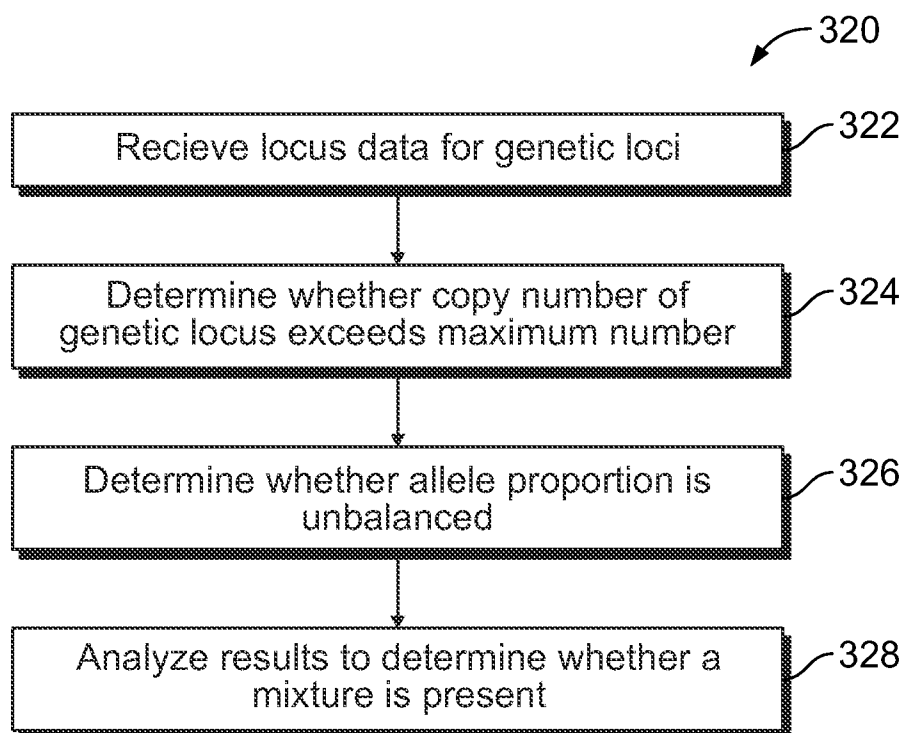 320
Recieve locus data for genetic loci
322
Determine whether copy number of
genetic locus exceeds maximum number
324
Determine whether allele proportion is
unbalanced
326
Analyze results to determine whether a
mixture is present
328